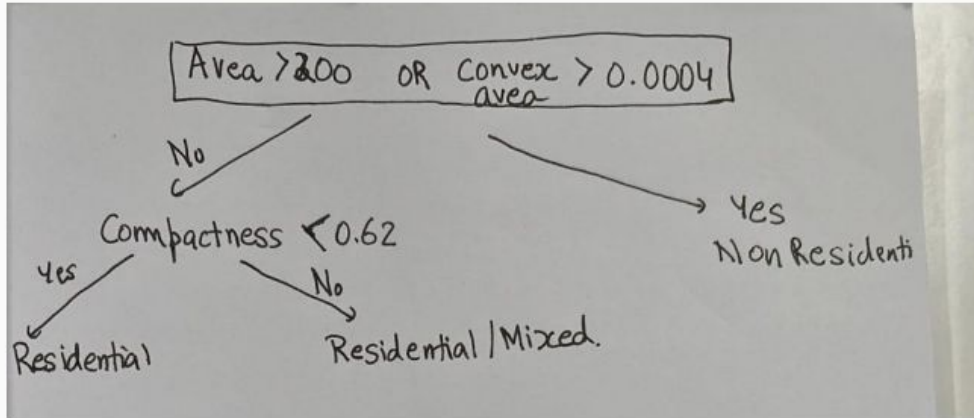 Area > 200 OR Convex area > 0.0004
No
Yes
Compactness < 0.62
Non Residenti
Yes
No
Residential
Residential / Mixed.